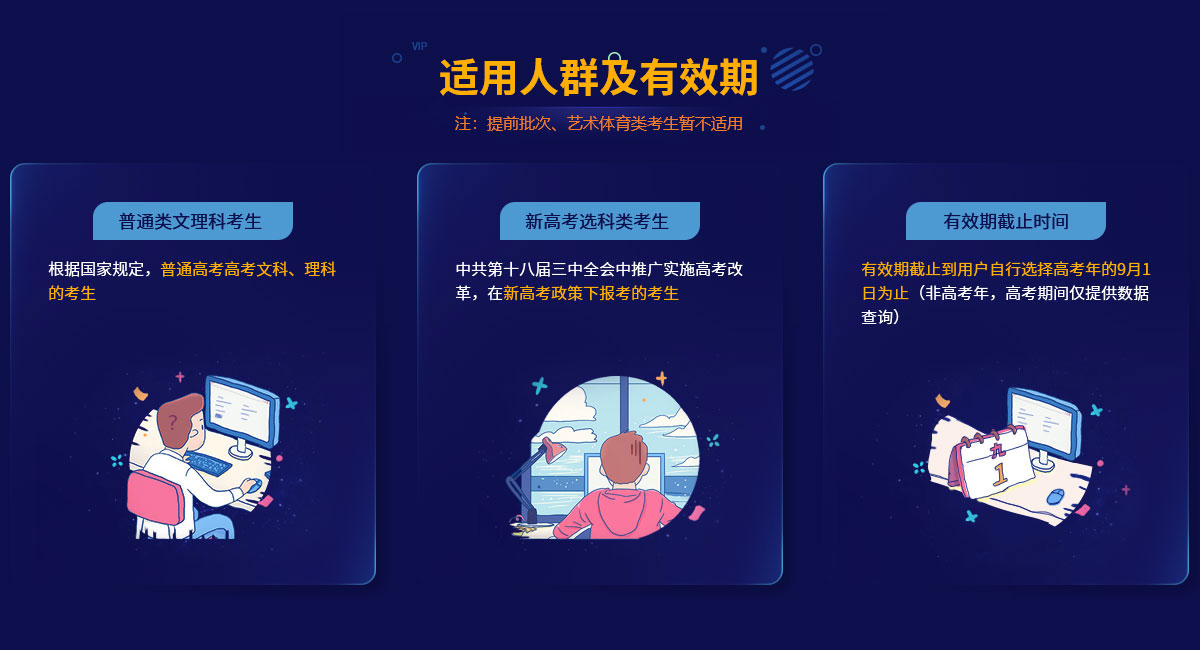 VIP
适用人群及有效期
注：提前批次、艺术体育类考生暂不适用
普通类文理科考生
根据国家规定，普通高考高考文科、理科
的考生
新高考选科类考生
中共第十八届三中全会中推广实施高考改
革，在新高考政策下报考的考生
有效期截止时间
有效期截止到用户自行选择高考年的9月1
日为止（非高考年，高考期间仅提供数据
查询）
?
九
1